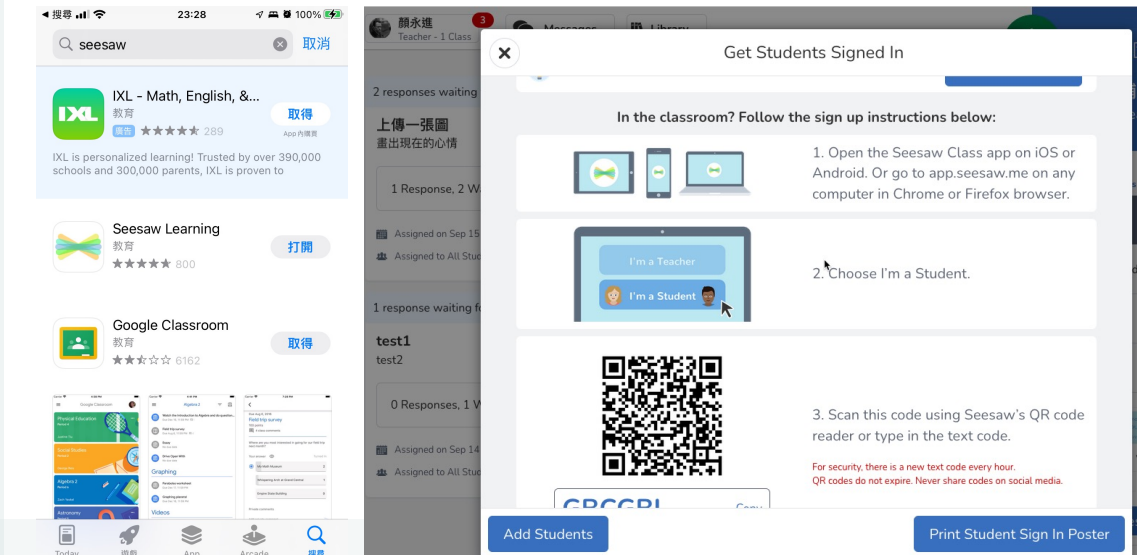 搜尋
23:28
100%
seesaw
取消
IXL - Math, English, &...
教育
廣告
289
取得
App 內購買
IXL is personalized learning! Trusted by over 390,000
schools and 300,000 parents, IXL is proven to
Seesaw Learning
教育
800
打開
Google Classroom
教育
6162
取得
Google Classroom
Physical Education
Social Studies
Algebra 2
Astronomy
Algebra 2
Graphing
Videos
Field trip survey
Today
遊戲
App
Arcade
搜尋
顏永進
3
Teacher - 1 Class
Messages
Library
2 responses waiting
上傳一張圖
畫出現在的心情
1 Response, 2 W
Assigned on Sep 15
Assigned to All Stud
1 response waiting fo
test1
test2
0 Responses, 1 W
Assigned on Sep 14
Assigned to All Stud
Get Students Signed In
In the classroom? Follow the sign up instructions below:
1. Open the Seesaw Class app on iOS or
Android. Or go to app.seesaw.me on any
computer in Chrome or Firefox browser.
I'm a Teacher
I'm a Student
2. Choose I'm a Student.
3. Scan this code using Seesaw's QR code
reader or type in the text code.
For security, there is a new text code every hour.
QR codes do not expire. Never share codes on social media.
Copy
Add Students
Print Student Sign In Poster